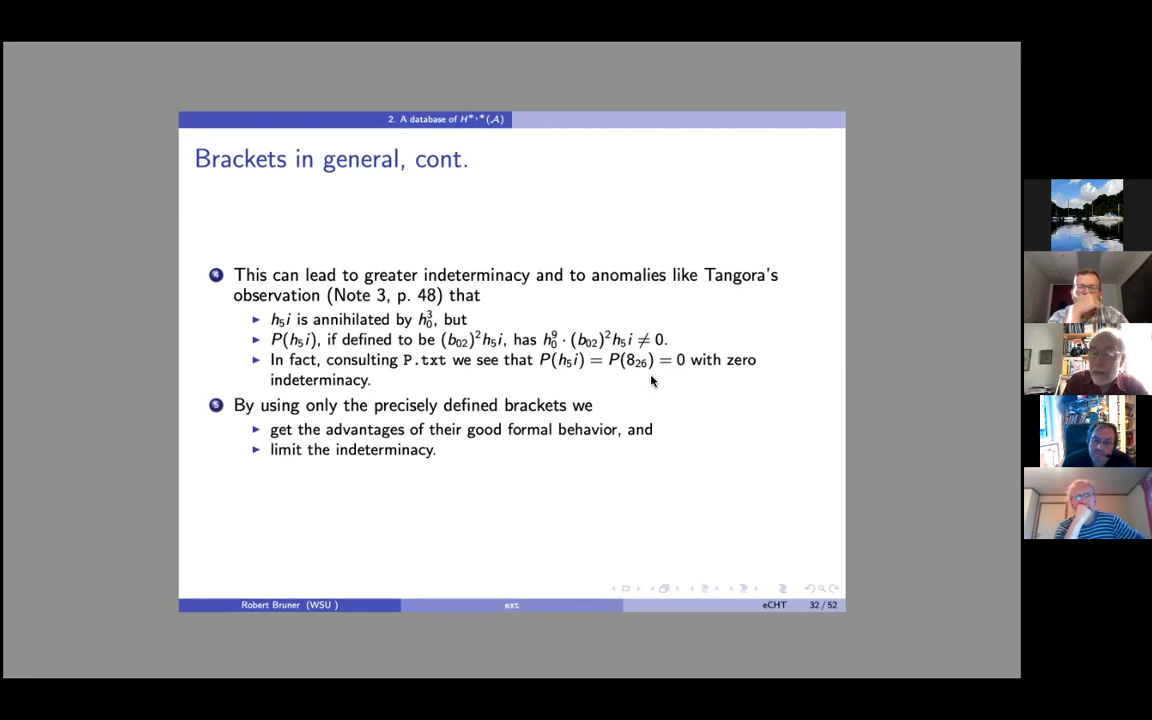 2. A database of H*,*(𝒜)
Brackets in general, cont.
4 This can lead to greater indeterminacy and to anomalies like Tangora's
observation (Note 3, p. 48) that
▶ h₅i is annihilated by h₀³, but
▶ P(h₅i), if defined to be (b₀₂)²h₅i, has h₀⁹ · (b₀₂)²h₅i ≠ 0.
▶ In fact, consulting P.txt we see that P(h₅i) = P(8₂₆) = 0 with zero
indeterminacy.
5 By using only the precisely defined brackets we
▶ get the advantages of their good formal behavior, and
▶ limit the indeterminacy.
Robert Bruner (WSU ) ext eCHT 32 / 52